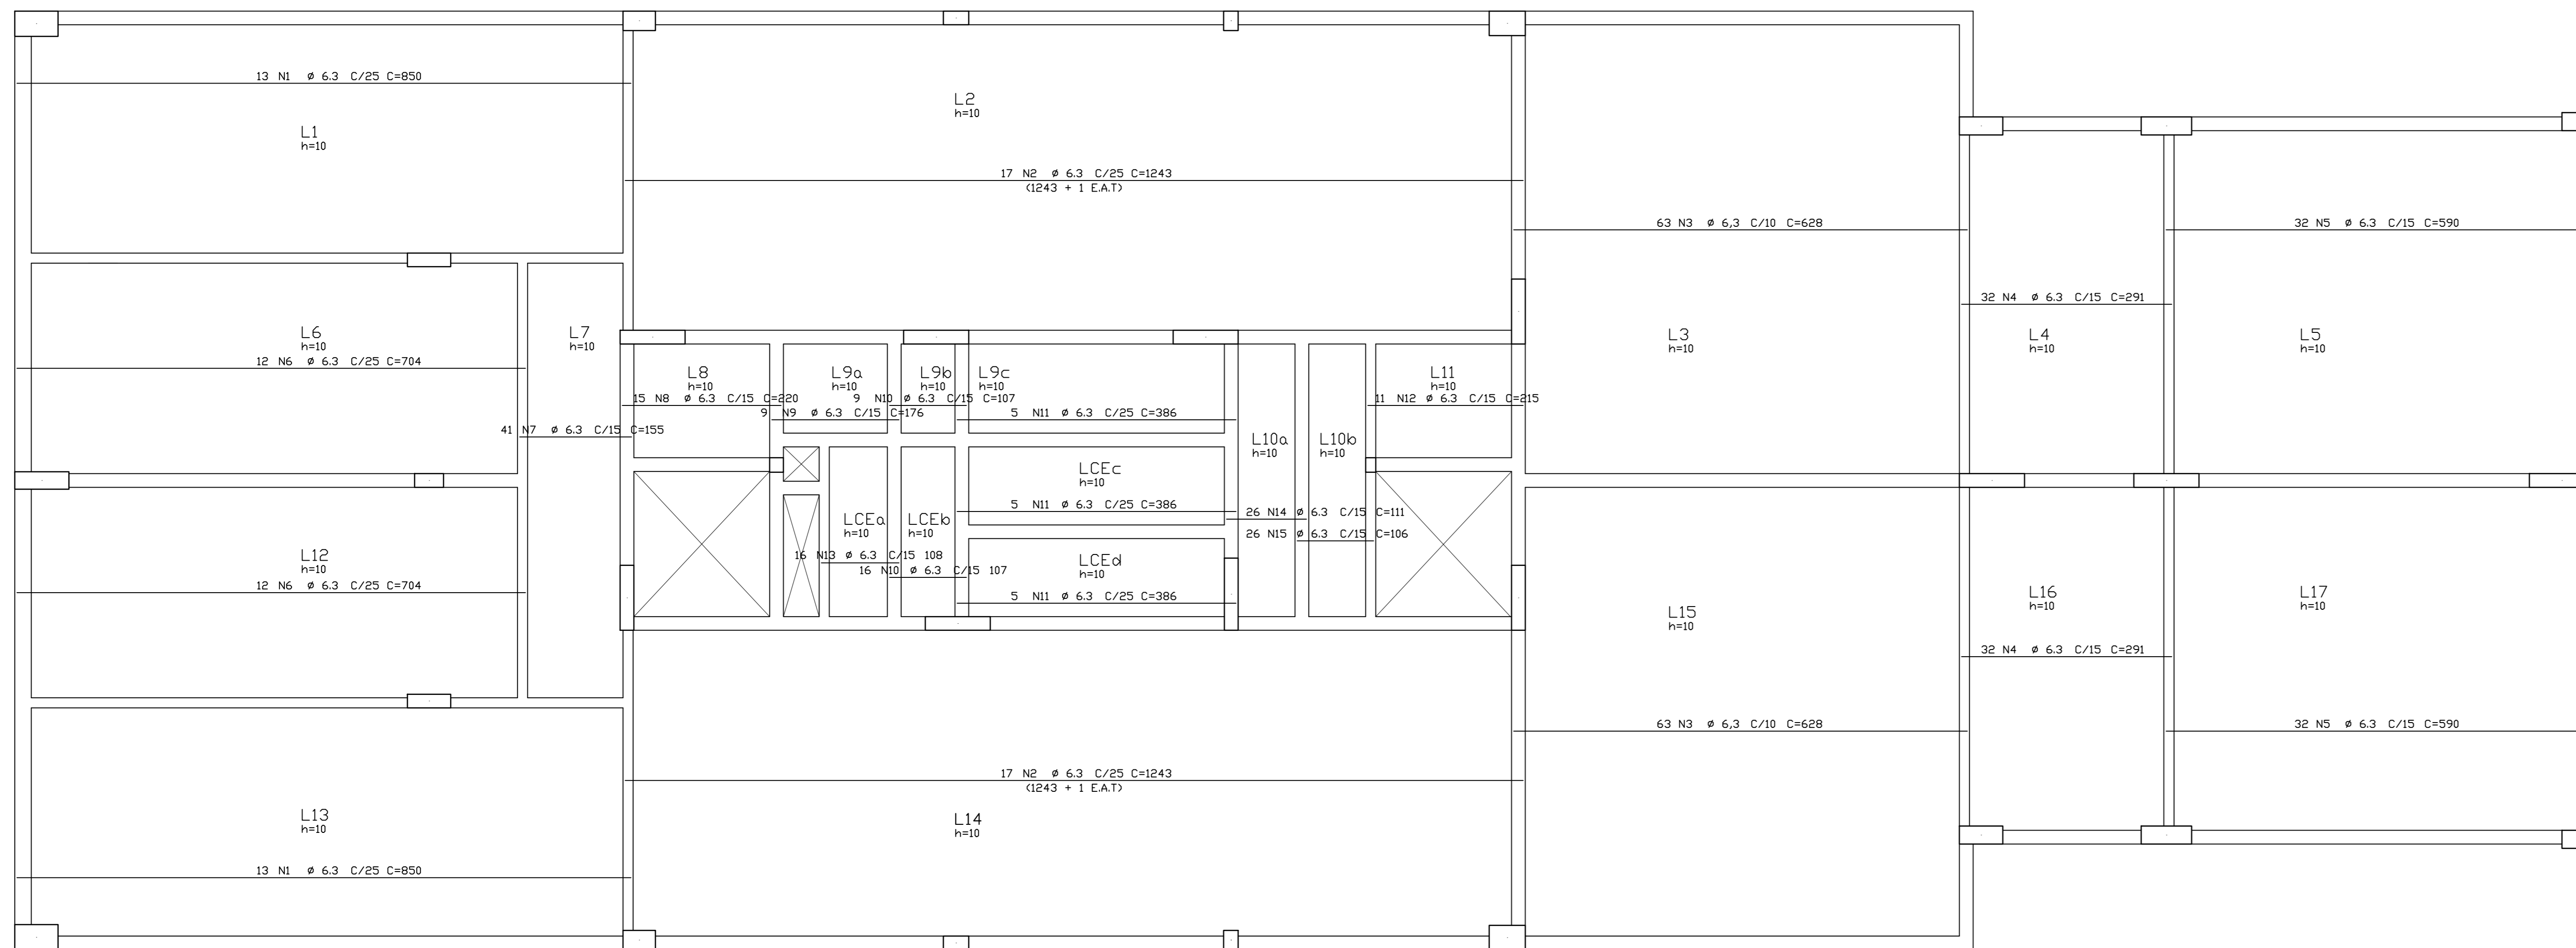 13 N1 ø 6.3 C/25 C=850
L1
h=10
L2
h=10
17 N2 ø 6.3 C/25 C=1243
(1243 + 1 E.A.T)
63 N3 ø 6,3 C/10 C=628
32 N5 ø 6.3 C/15 C=590
32 N4 ø 6.3 C/15 C=291
L6
h=10
12 N6 ø 6.3 C/25 C=704
L7
h=10
L3
h=10
L4
h=10
L5
h=10
L8
h=10
15 N8 ø 6.3 C/15 C=220
L9a
h=10
9 N9 ø 6.3 C/15 C=176
L9b
h=10
9 N10 ø 6.3 C/15 C=107
L9c
h=10
5 N11 ø 6.3 C/25 C=386
L11
h=10
11 N12 ø 6.3 C/15 C=215
41 N7 ø 6.3 C/15 C=155
L10a
h=10
L10b
h=10
LCEc
h=10
5 N11 ø 6.3 C/25 C=386
26 N14 ø 6.3 C/15 C=111
26 N15 ø 6.3 C/15 C=106
LCEa
h=10
LCEb
h=10
16 N13 ø 6.3 C/15 108
16 N10 ø 6.3 C/15 107
LCEd
h=10
5 N11 ø 6.3 C/25 C=386
L12
h=10
12 N6 ø 6.3 C/25 C=704
L15
h=10
L16
h=10
L17
h=10
32 N4 ø 6.3 C/15 C=291
63 N3 ø 6,3 C/10 C=628
32 N5 ø 6.3 C/15 C=590
17 N2 ø 6.3 C/25 C=1243
(1243 + 1 E.A.T)
L13
h=10
L14
h=10
13 N1 ø 6.3 C/25 C=850